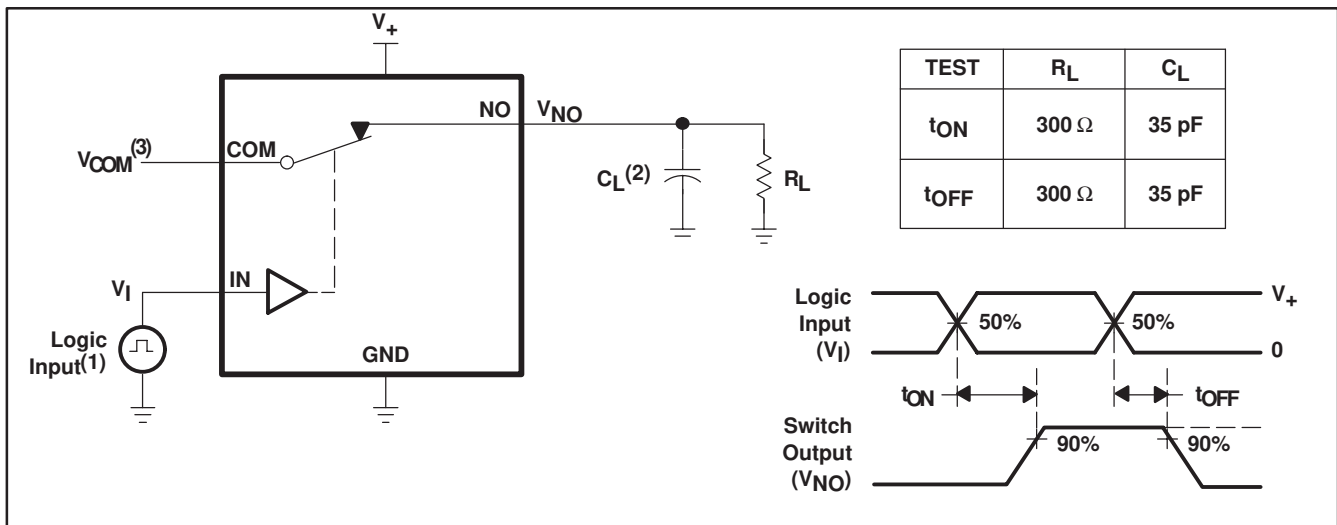 V+
NO VNO
VCOM(3) COM
CL(2) RL
VI IN
Logic
Input(1)
GND
TEST RL CL
tON 300 Ω 35 pF
tOFF 300 Ω 35 pF
Logic
Input
(VI)
50% 50%
V+
0
tON tOFF
Switch
Output
(VNO)
90% 90%